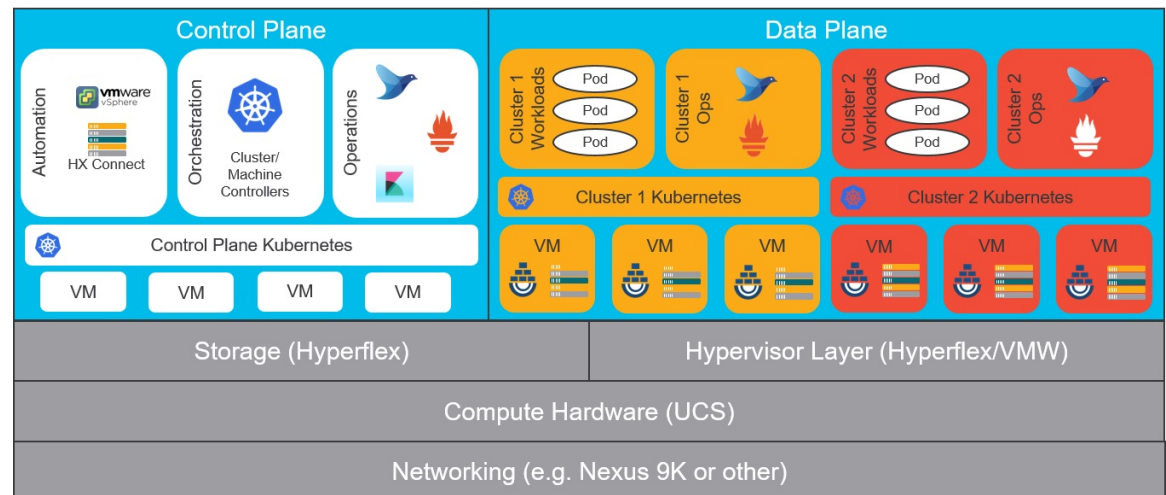 Control Plane
Automation
vmware
vSphere
HX Connect
Orchestration
Cluster/
Machine
Controllers
Operations
Control Plane Kubernetes
VM
VM
VM
VM
Data Plane
Cluster 1
Workloads
Pod
Pod
Pod
Cluster 1
Ops
Cluster 2
Workloads
Pod
Pod
Pod
Cluster 2
Ops
Cluster 1 Kubernetes
Cluster 2 Kubernetes
VM
VM
VM
VM
VM
VM
Storage (Hyperflex)
Hypervisor Layer (Hyperflex/VMW)
Compute Hardware (UCS)
Networking (e.g. Nexus 9K or other)